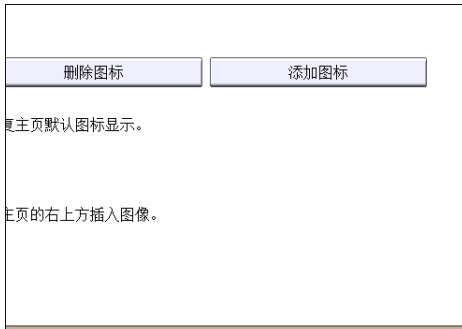 删除图标 添加图标
复主页默认图标显示。
主页的右上方插入图像。